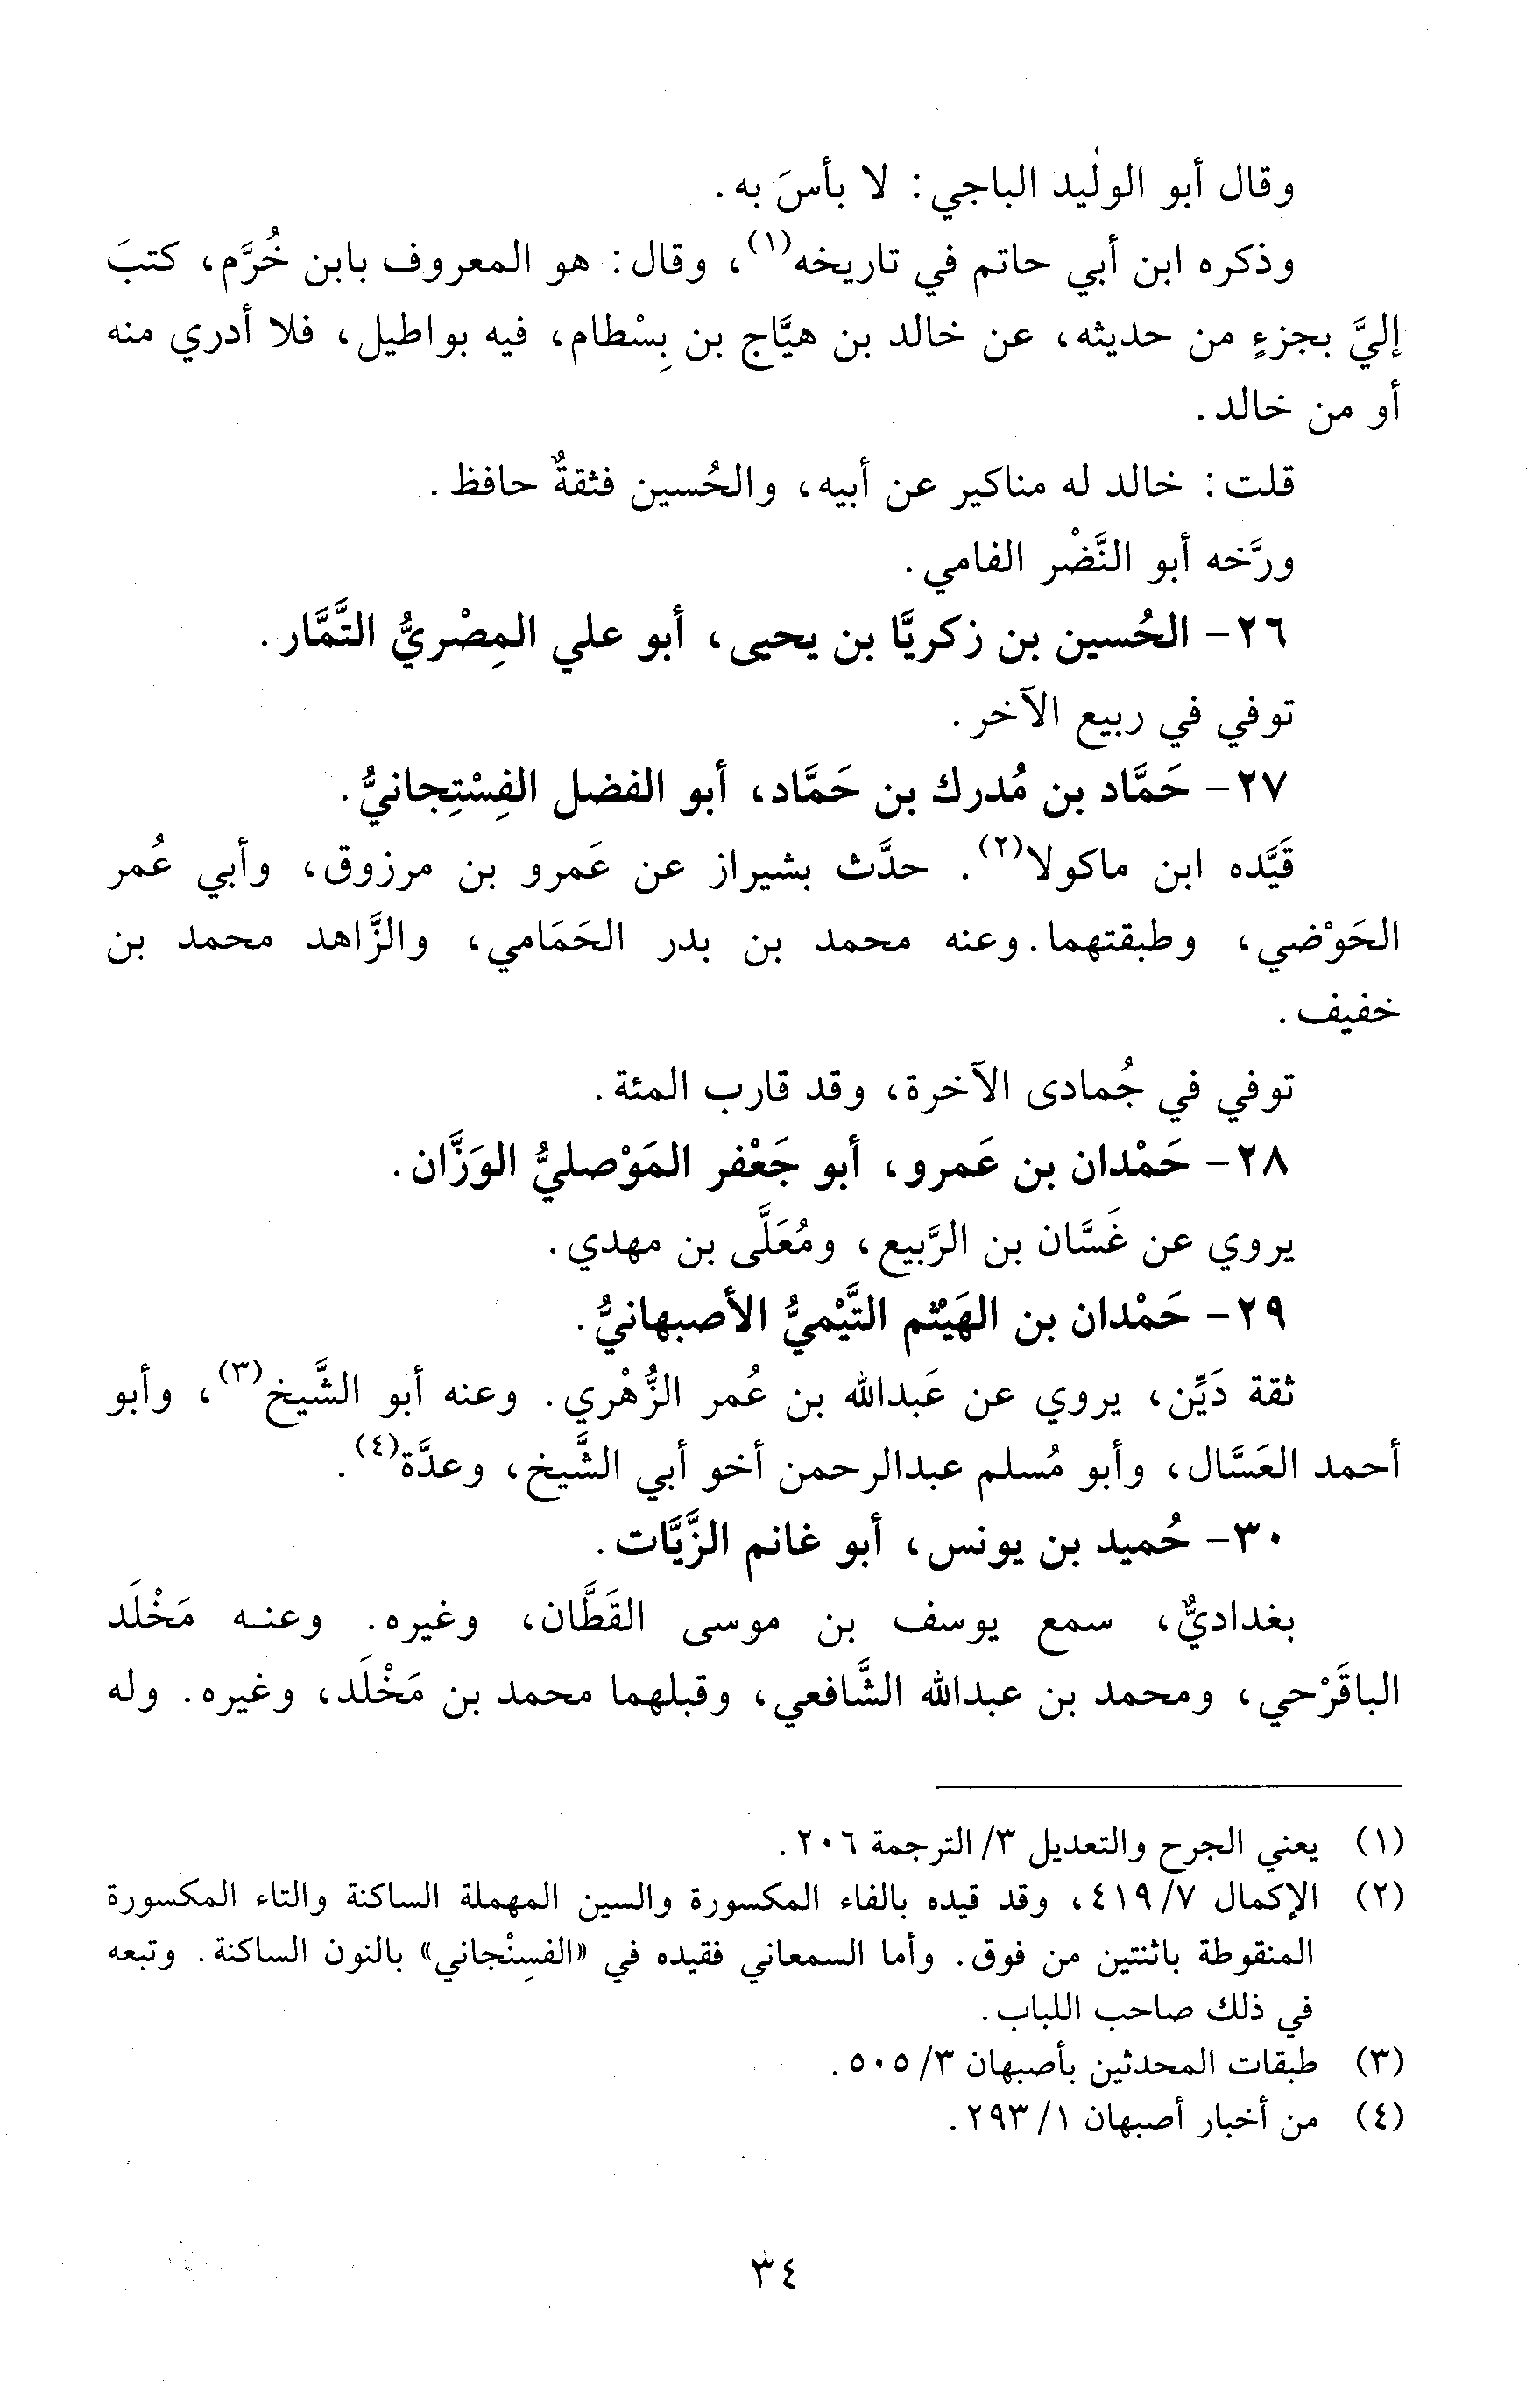 وقال أبو الوليد الباجي: لا بأسَ به.
وذكره ابن أبي حاتم في تاريخه(١)، وقال: هو المعروف بابن خُرَّم، كتبَ
إليَّ بجزءٍ من حديثه، عن خالد بن هيَّاج بن بِسْطام، فيه بواطيل، فلا أدري منه
أو من خالد.
قلت: خالد له مناكير عن أبيه، والحُسين فثقةٌ حافظ.
ورَّخه أبو النَّضْر الفامي.
٢٦- الحُسين بن زكريَّا بن يحيى، أبو علي المِصْريُّ التَّمَّار.
توفي في ربيع الآخر.
٢٧- حَمَّاد بن مُدرك بن حَمَّاد، أبو الفضل الفِسْتِجانيُّ.
قَيَّده ابن ماكولا(٢). حدَّث بشيراز عن عَمرو بن مرزوق، وأبي عُمر
الحَوْضي، وطبقتهما. وعنه محمد بن بدر الحَمَامي، والزَّاهد محمد بن
خفيف.
توفي في جُمادى الآخرة، وقد قارب المئة.
٢٨- حَمْدان بن عَمرو، أبو جَعْفر المَوْصليُّ الوَزَّان.
يروي عن غَسَّان بن الرَّبيع، ومُعَلَّى بن مهدي.
٢٩- حَمْدان بن الهَيْثم التَّيْميُّ الأصبهانيُّ.
ثقة دَيِّن، يروي عن عَبدالله بن عُمر الزُّهْري. وعنه أبو الشَّيخ(٣)، وأبو
أحمد العَسَّال، وأبو مُسلم عبدالرحمن أخو أبي الشَّيخ، وعدَّة(٤).
٣٠- حُميد بن يونس، أبو غانم الزَّيَّات.
بغداديٌّ، سمع يوسف بن موسى القَطَّان، وغيره. وعنه مَخْلَد
الباقَرْحي، ومحمد بن عبدالله الشَّافعي، وقبلهما محمد بن مَخْلَد، وغيره. وله
(١) يعني الجرح والتعديل ٣/ الترجمة ٢٠٦.
(٢) الإكمال ٧/ ٤١٩، وقد قيده بالفاء المكسورة والسين المهملة الساكنة والتاء المكسورة
المنقوطة باثنتين من فوق. وأما السمعاني فقيده في «الفسِنْجاني» بالنون الساكنة. وتبعه
في ذلك صاحب اللباب.
(٣) طبقات المحدثين بأصبهان ٣/ ٥٠٥.
(٤) من أخبار أصبهان ١/ ٢٩٣.
٣٤